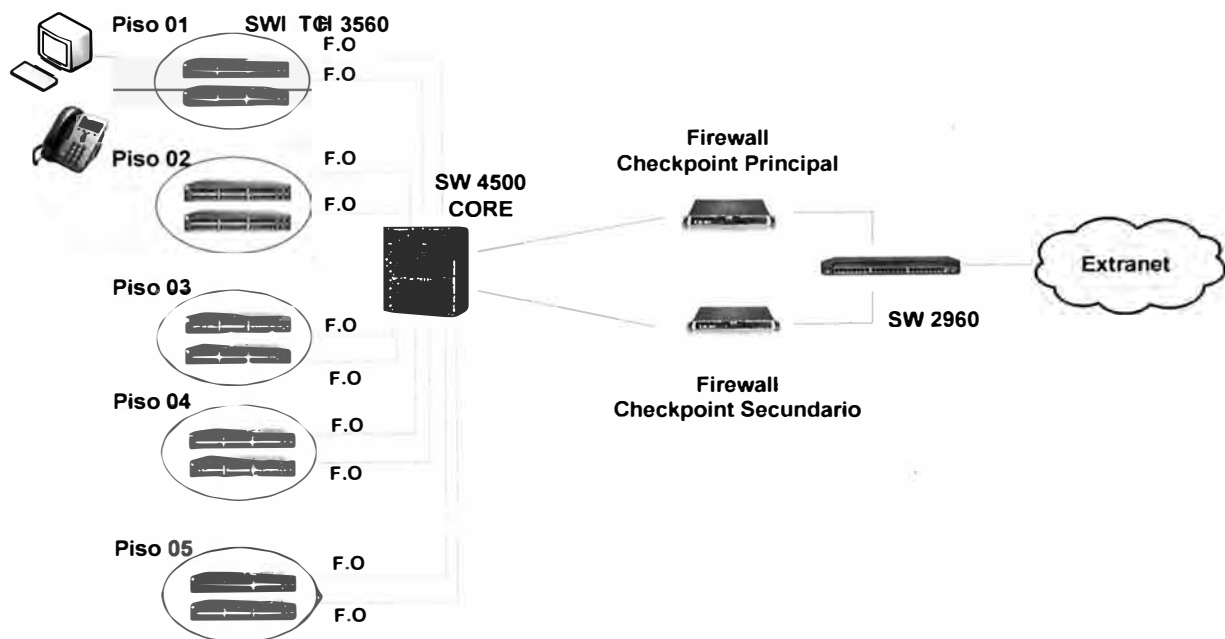 Piso 01
SWITCH 3560
F.O
F.O
Piso 02
F.O
F.O
Piso 03
F.O
F.O
Piso 04
F.O
F.O
Piso 05
F.O
F.O
SW 4500
CORE
Firewall
Checkpoint Principal
Firewall
Checkpoint Secundario
SW 2960
Extranet